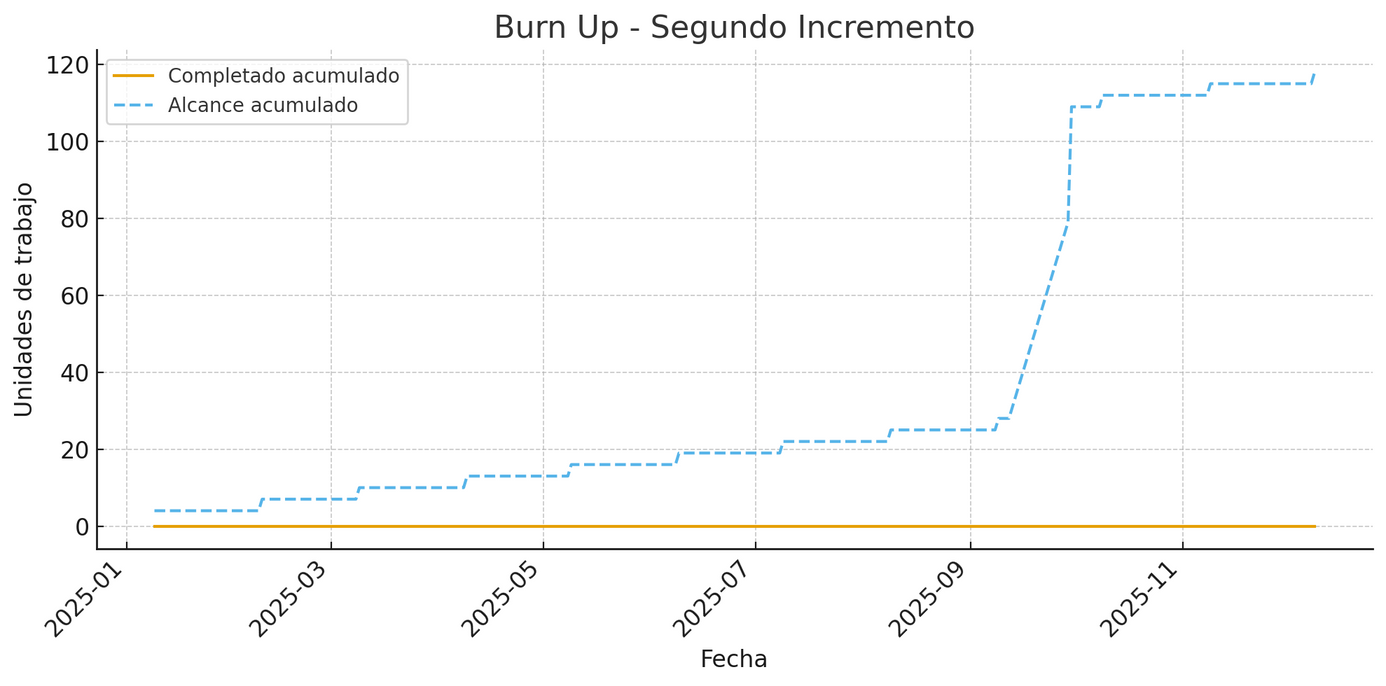 Burn Up - Segundo Incremento
Completado acumulado
Alcance acumulado
Unidades de trabajo
120
100
80
60
40
20
0
2025-01
2025-03
2025-05
2025-07
2025-09
2025-11
Fecha